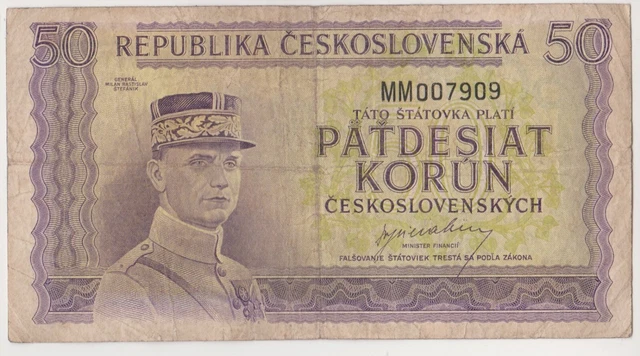 50
REPUBLIKA ČESKOSLOVENSKÁ
50
GENERÁL
MILAN RASTISLAV
ŠTEFÁNIK
MM007909
TÁTO ŠTÁTOVKA PLATÍ
PÄŤDESIAT
KORÚN
ČESKOSLOVENSKÝCH
MINISTER FINANCIÍ
FALŠOVANIE ŠTÁTOVIEK TRESTÁ SA PODĽA ZÁKONA